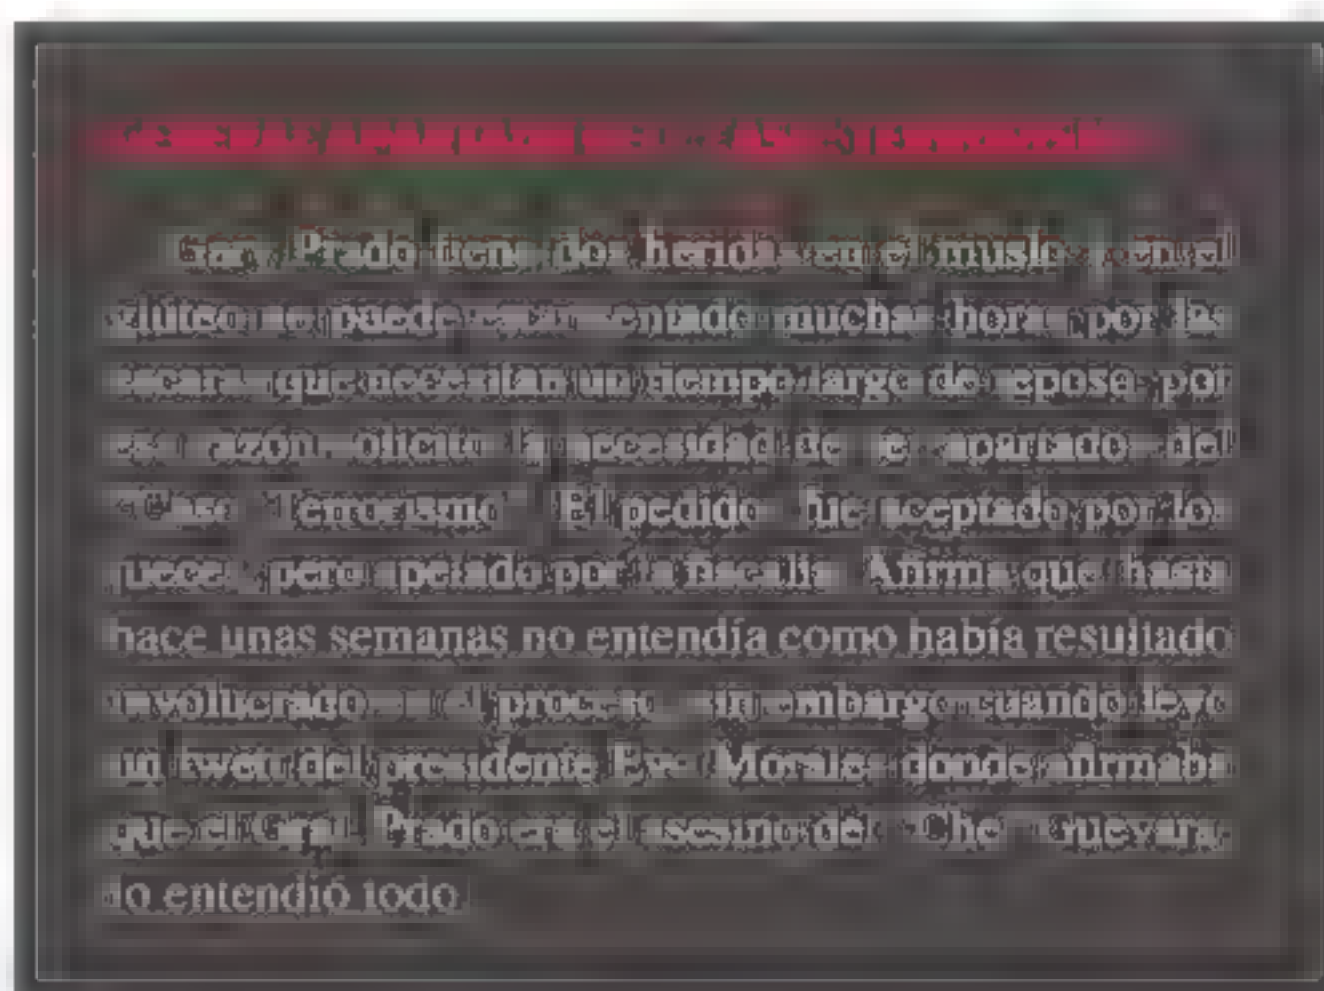 Gral. Prado tiene dos heridas en el muslo y en el
glúteo no puede estar sentado muchas horas por las
escaras que necesitan un tiempo largo de reposo por
esa razón solicitó la necesidad de ser apartado del
"Caso Terrorismo" El pedido fue aceptado por los
jueces, pero apelado por la fiscalía. Afirma que hasta
hace unas semanas no entendía como había resultado
involucrado en el proceso, sin embargo cuando leyó
un tweet del presidente Evo Morales donde afirmaba
que el Gral. Prado era el asesino del "Che" Guevara,
lo entendió todo.